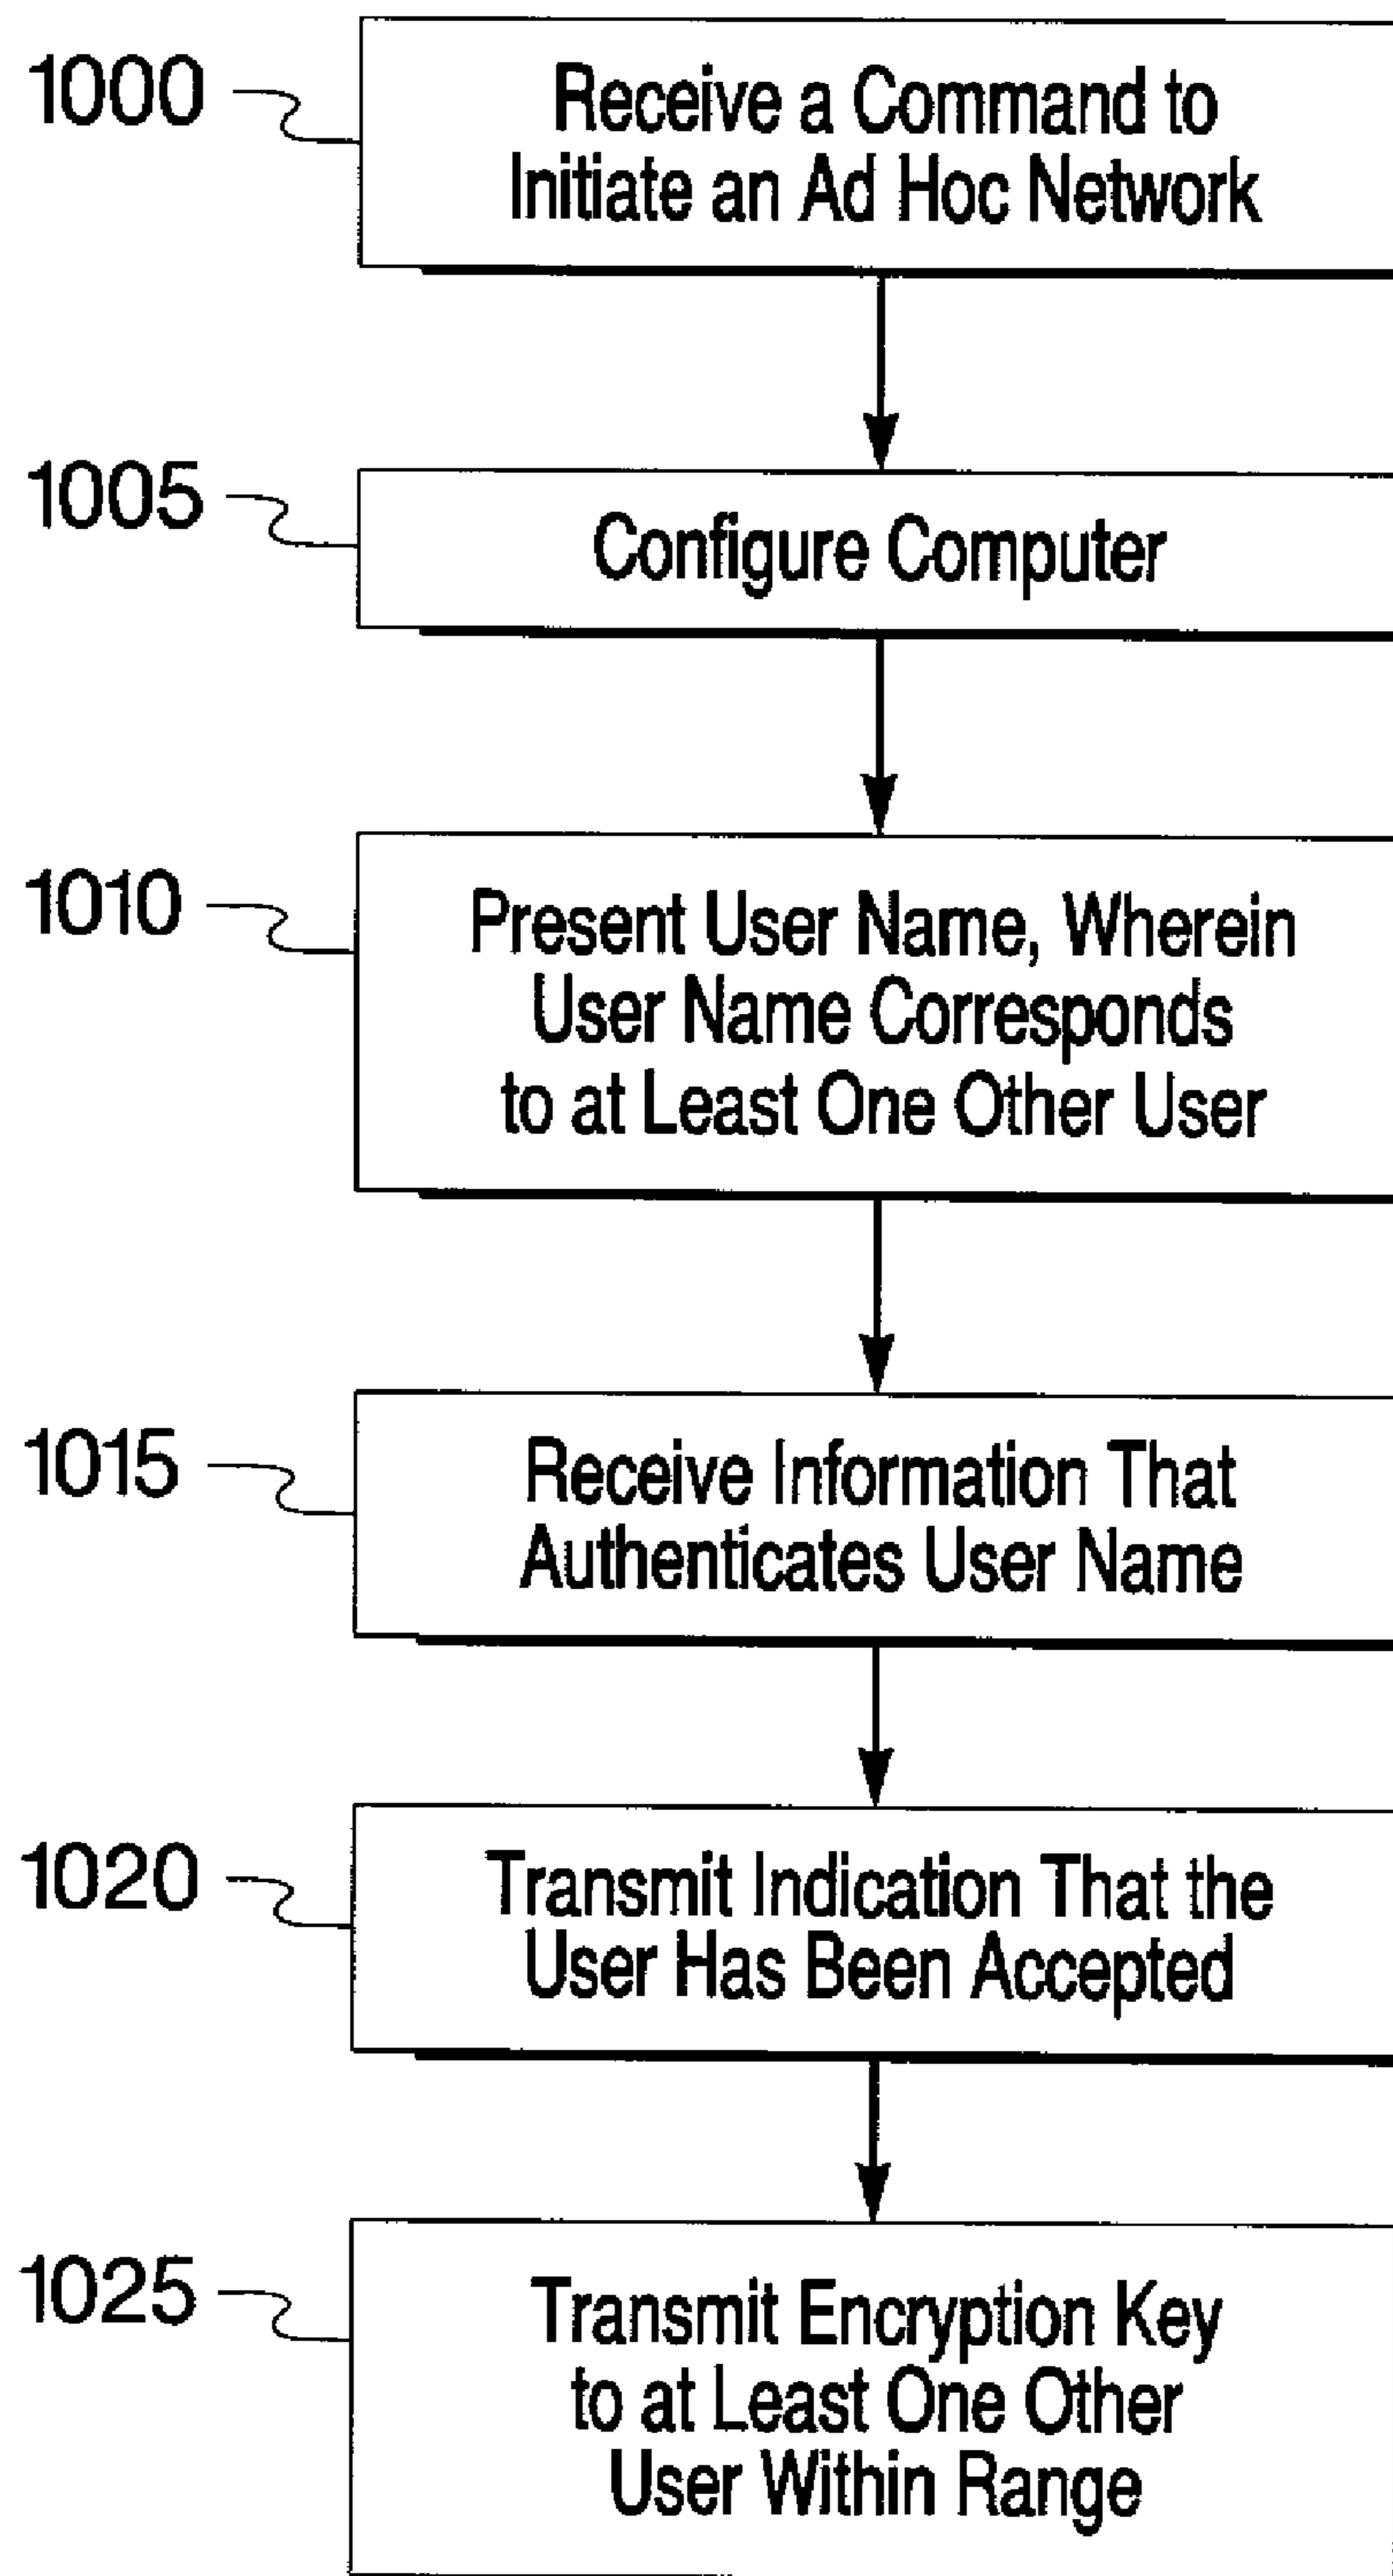 1000
Receive a Command to
Initiate an Ad Hoc Network
1005
Configure Computer
1010
Present User Name, Wherein
User Name Corresponds
to at Least One Other User
1015
Receive Information That
Authenticates User Name
1020
Transmit Indication That the
User Has Been Accepted
1025
Transmit Encryption Key
to at Least One Other
User Within Range